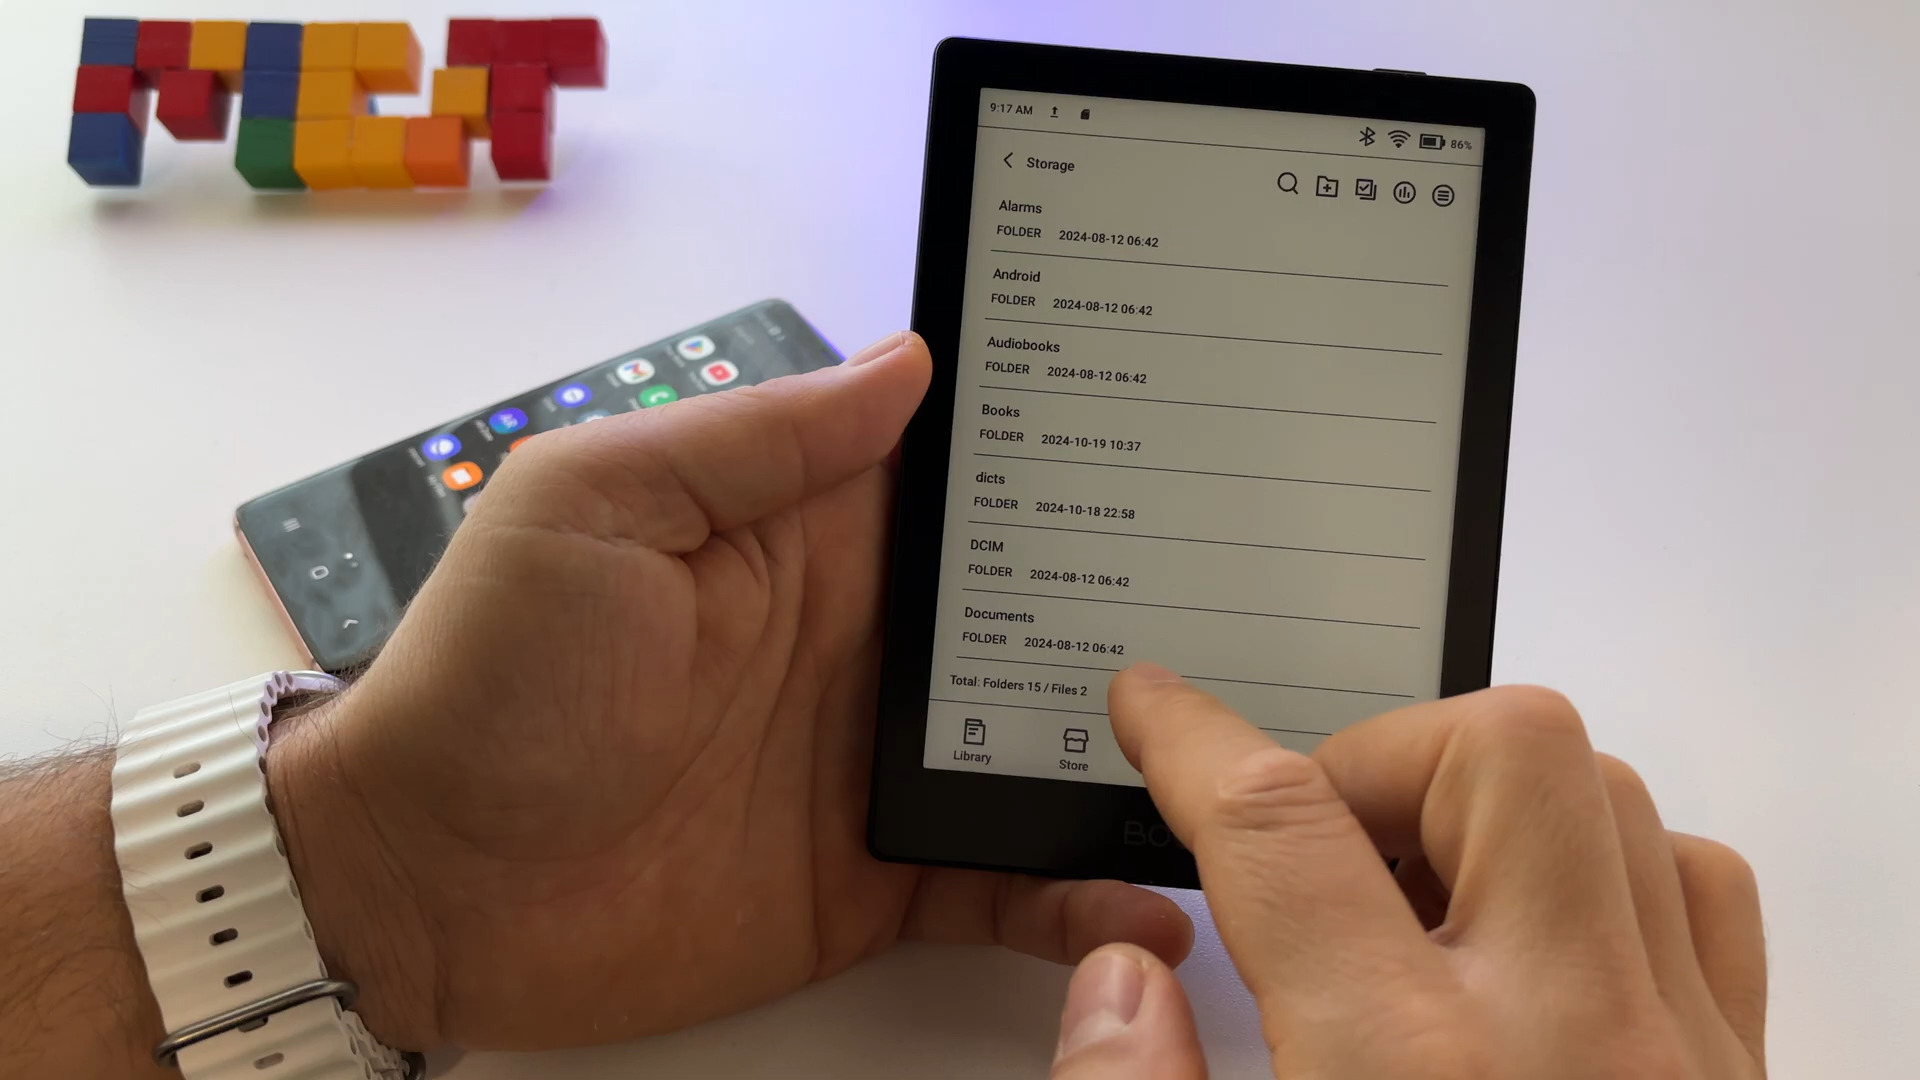 9:17 AM
86%
Storage
Alarms
FOLDER 2024-08-12 06:42
Android
FOLDER 2024-08-12 06:42
Audiobooks
FOLDER 2024-08-12 06:42
Books
FOLDER 2024-10-19 10:37
dicts
FOLDER 2024-10-18 22:58
DCIM
FOLDER 2024-08-12 06:42
Documents
FOLDER 2024-08-12 06:42
Total: Folders 15 / Files 2
Library
Store